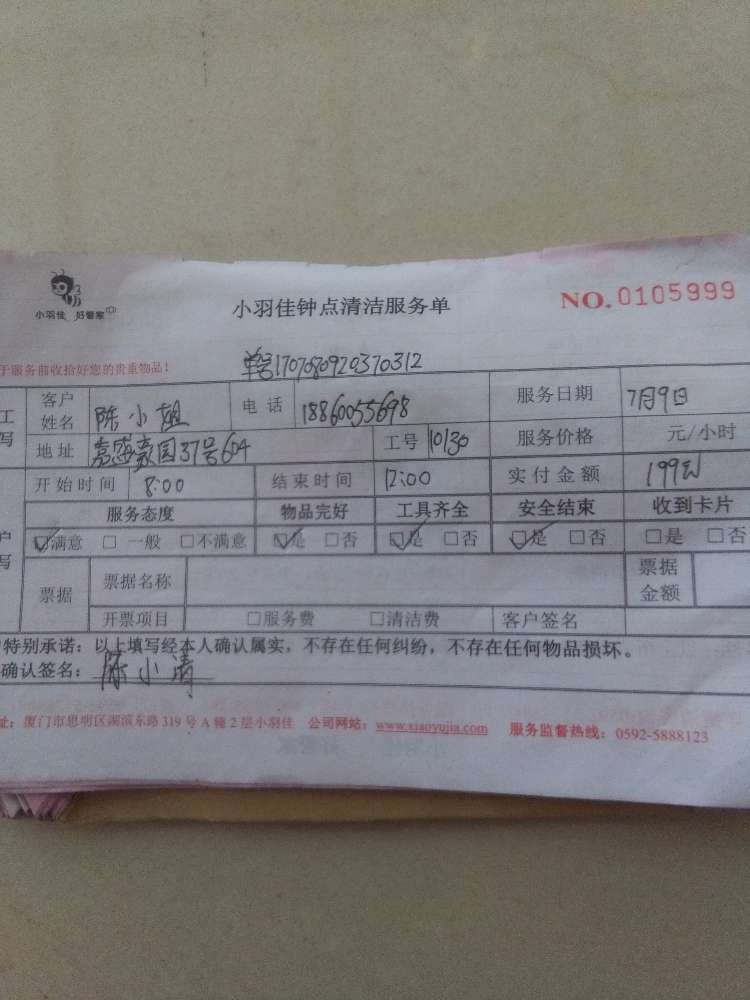 小羽佳 好管家
小羽佳钟点清洁服务单
NO. 0105999
于服务前收拾好您的贵重物品!
单号1707080920370312
工 客户姓名 陈小姐 电话 18860055698 服务日期 7月9日
写 地址 嘉盛豪园37号604 工号 10130 服务价格 元/小时
开始时间 8:00 结束时间 12:00 实付金额 199元
服务态度 物品完好 工具齐全 安全结束 收到卡片
户 ☑满意 □一般 □不满意 ☑是 □否 ☑是 □否 ☑是 □否 □是 □否
写 票据 票据名称 票据金额
开票项目 □服务费 □清洁费 客户签名
特别承诺：以上填写经本人确认属实，不存在任何纠纷，不存在任何物品损坏。
确认签名：陈小清
址：厦门市思明区湖滨东路 319 号 A 幢 2 层小羽佳 公司网站：www.xiaoyujia.com 服务监督热线：0592-5888123